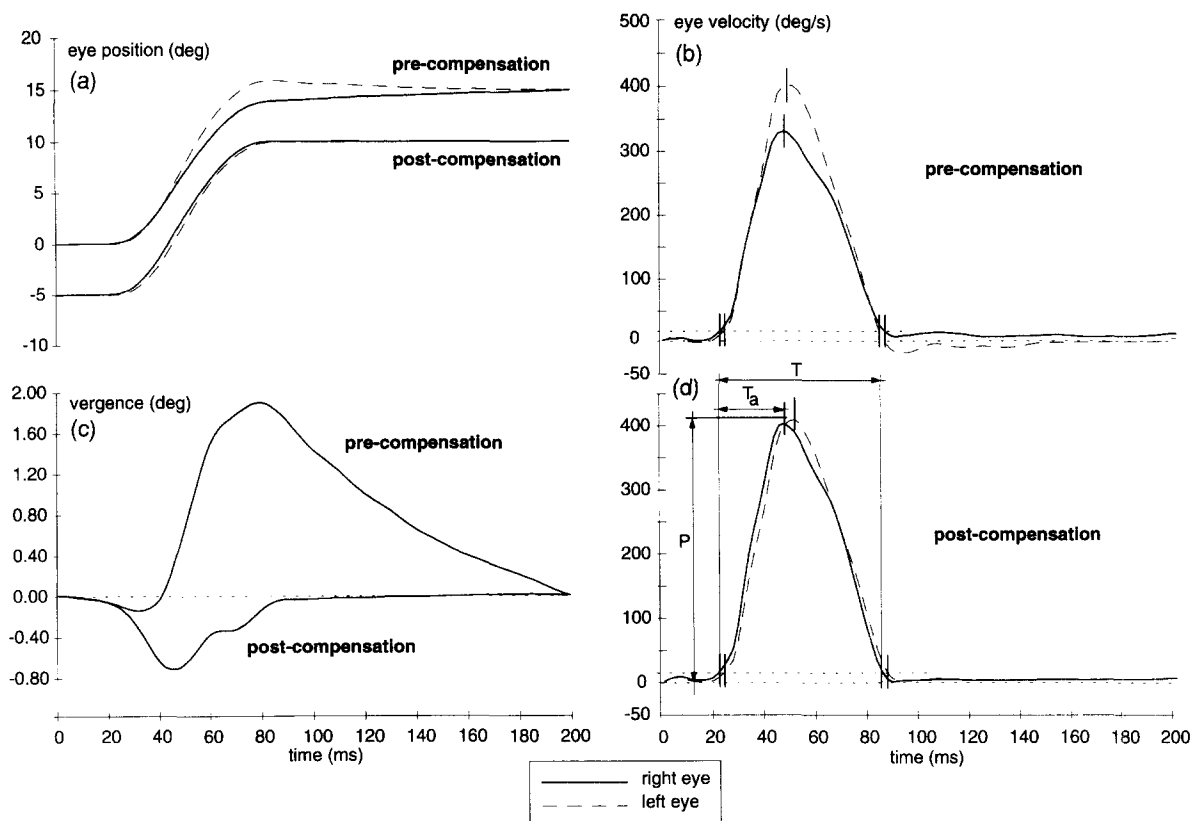 eye position (deg)
(a)
20
15
10
5
0
-5
-10
pre-compensation
post-compensation
eye velocity (deg/s)
(b)
500
400
300
200
100
0
-50
pre-compensation
vergence (deg)
(c)
2.00
1.60
1.20
0.80
0.40
0.00
-0.40
-0.80
pre-compensation
post-compensation
0 20 40 60 80 100 120 140 160 180 200
time (ms)
(d)
T
Ta
P
400
300
200
100
0
-50
post-compensation
0 20 40 60 80 100 120 140 160 180 200
time (ms)
right eye
left eye